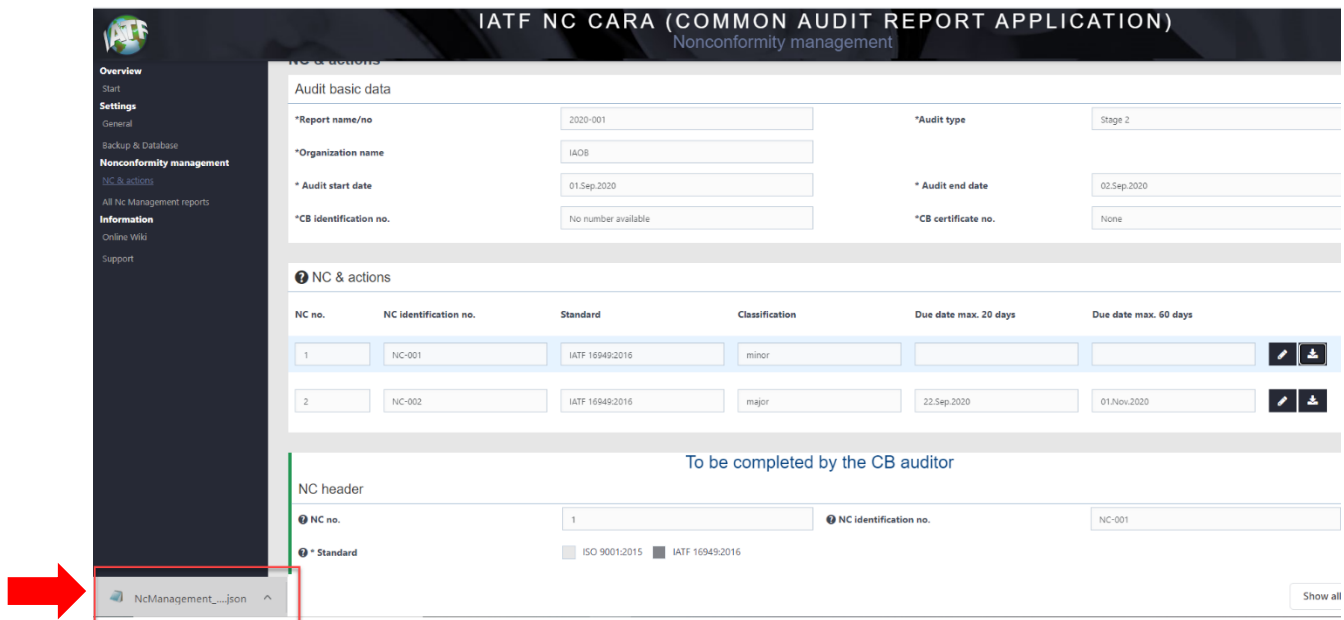 IATF
IATF NC CARA (COMMON AUDIT REPORT APPLICATION)
Nonconformity management
Overview
Start
Settings
General
Backup & Database
Nonconformity management
NC & actions
All Nc Management reports
Information
Online Wiki
Support
NC & actions
Audit basic data
*Report name/no 2020-001 *Audit type Stage 2
*Organization name IAOB
* Audit start date 01.Sep.2020 * Audit end date 02.Sep.2020
*CB identification no. No number available *CB certificate no. None
NC & actions
NC no. NC identification no. Standard Classification Due date max. 20 days Due date max. 60 days
1 NC-001 IATF 16949:2016 minor
2 NC-002 IATF 16949:2016 major 22.Sep.2020 01.Nov.2020
To be completed by the CB auditor
NC header
NC no. 1 NC identification no. NC-001
* Standard ISO 9001:2015 IATF 16949:2016
NcManagement_....json
Show all